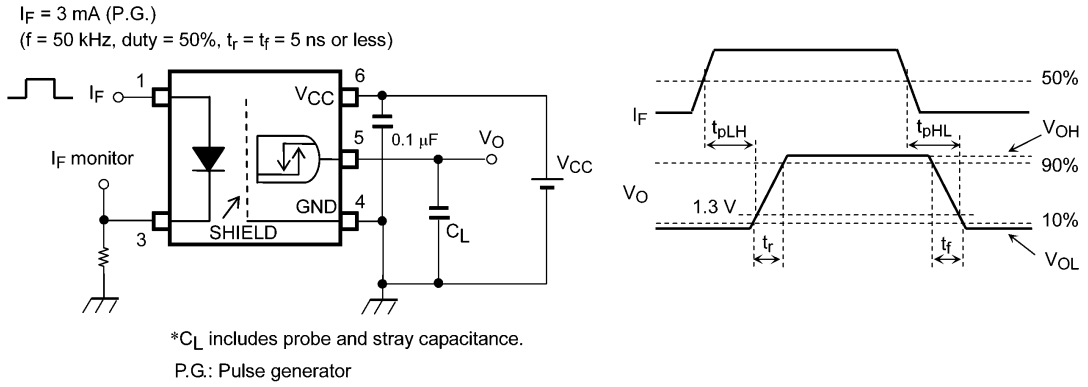 IF = 3 mA (P.G.)
(f = 50 kHz, duty = 50%, tr = tf = 5 ns or less)
1
IF
6
VCC
0.1 μF
5
VO
VCC
IF monitor
GND
4
3
SHIELD
CL
*CL includes probe and stray capacitance.
P.G.: Pulse generator
50%
IF
tpLH
tpHL
VOH
90%
VO
1.3 V
10%
tr
tf
VOL